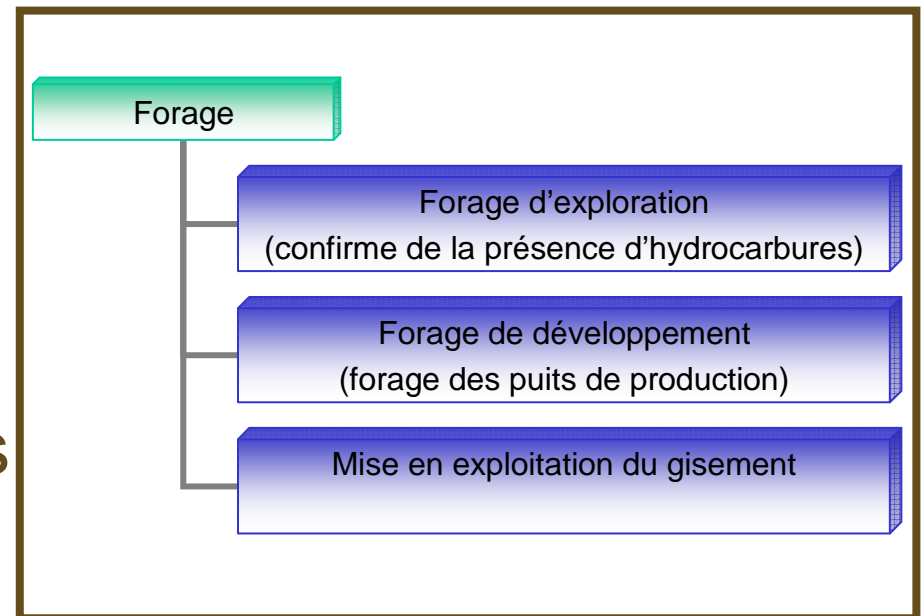 Forage
Forage d’exploration
(confirme de la présence d’hydrocarbures)
Forage de développement
(forage des puits de production)
s
Mise en exploitation du gisement